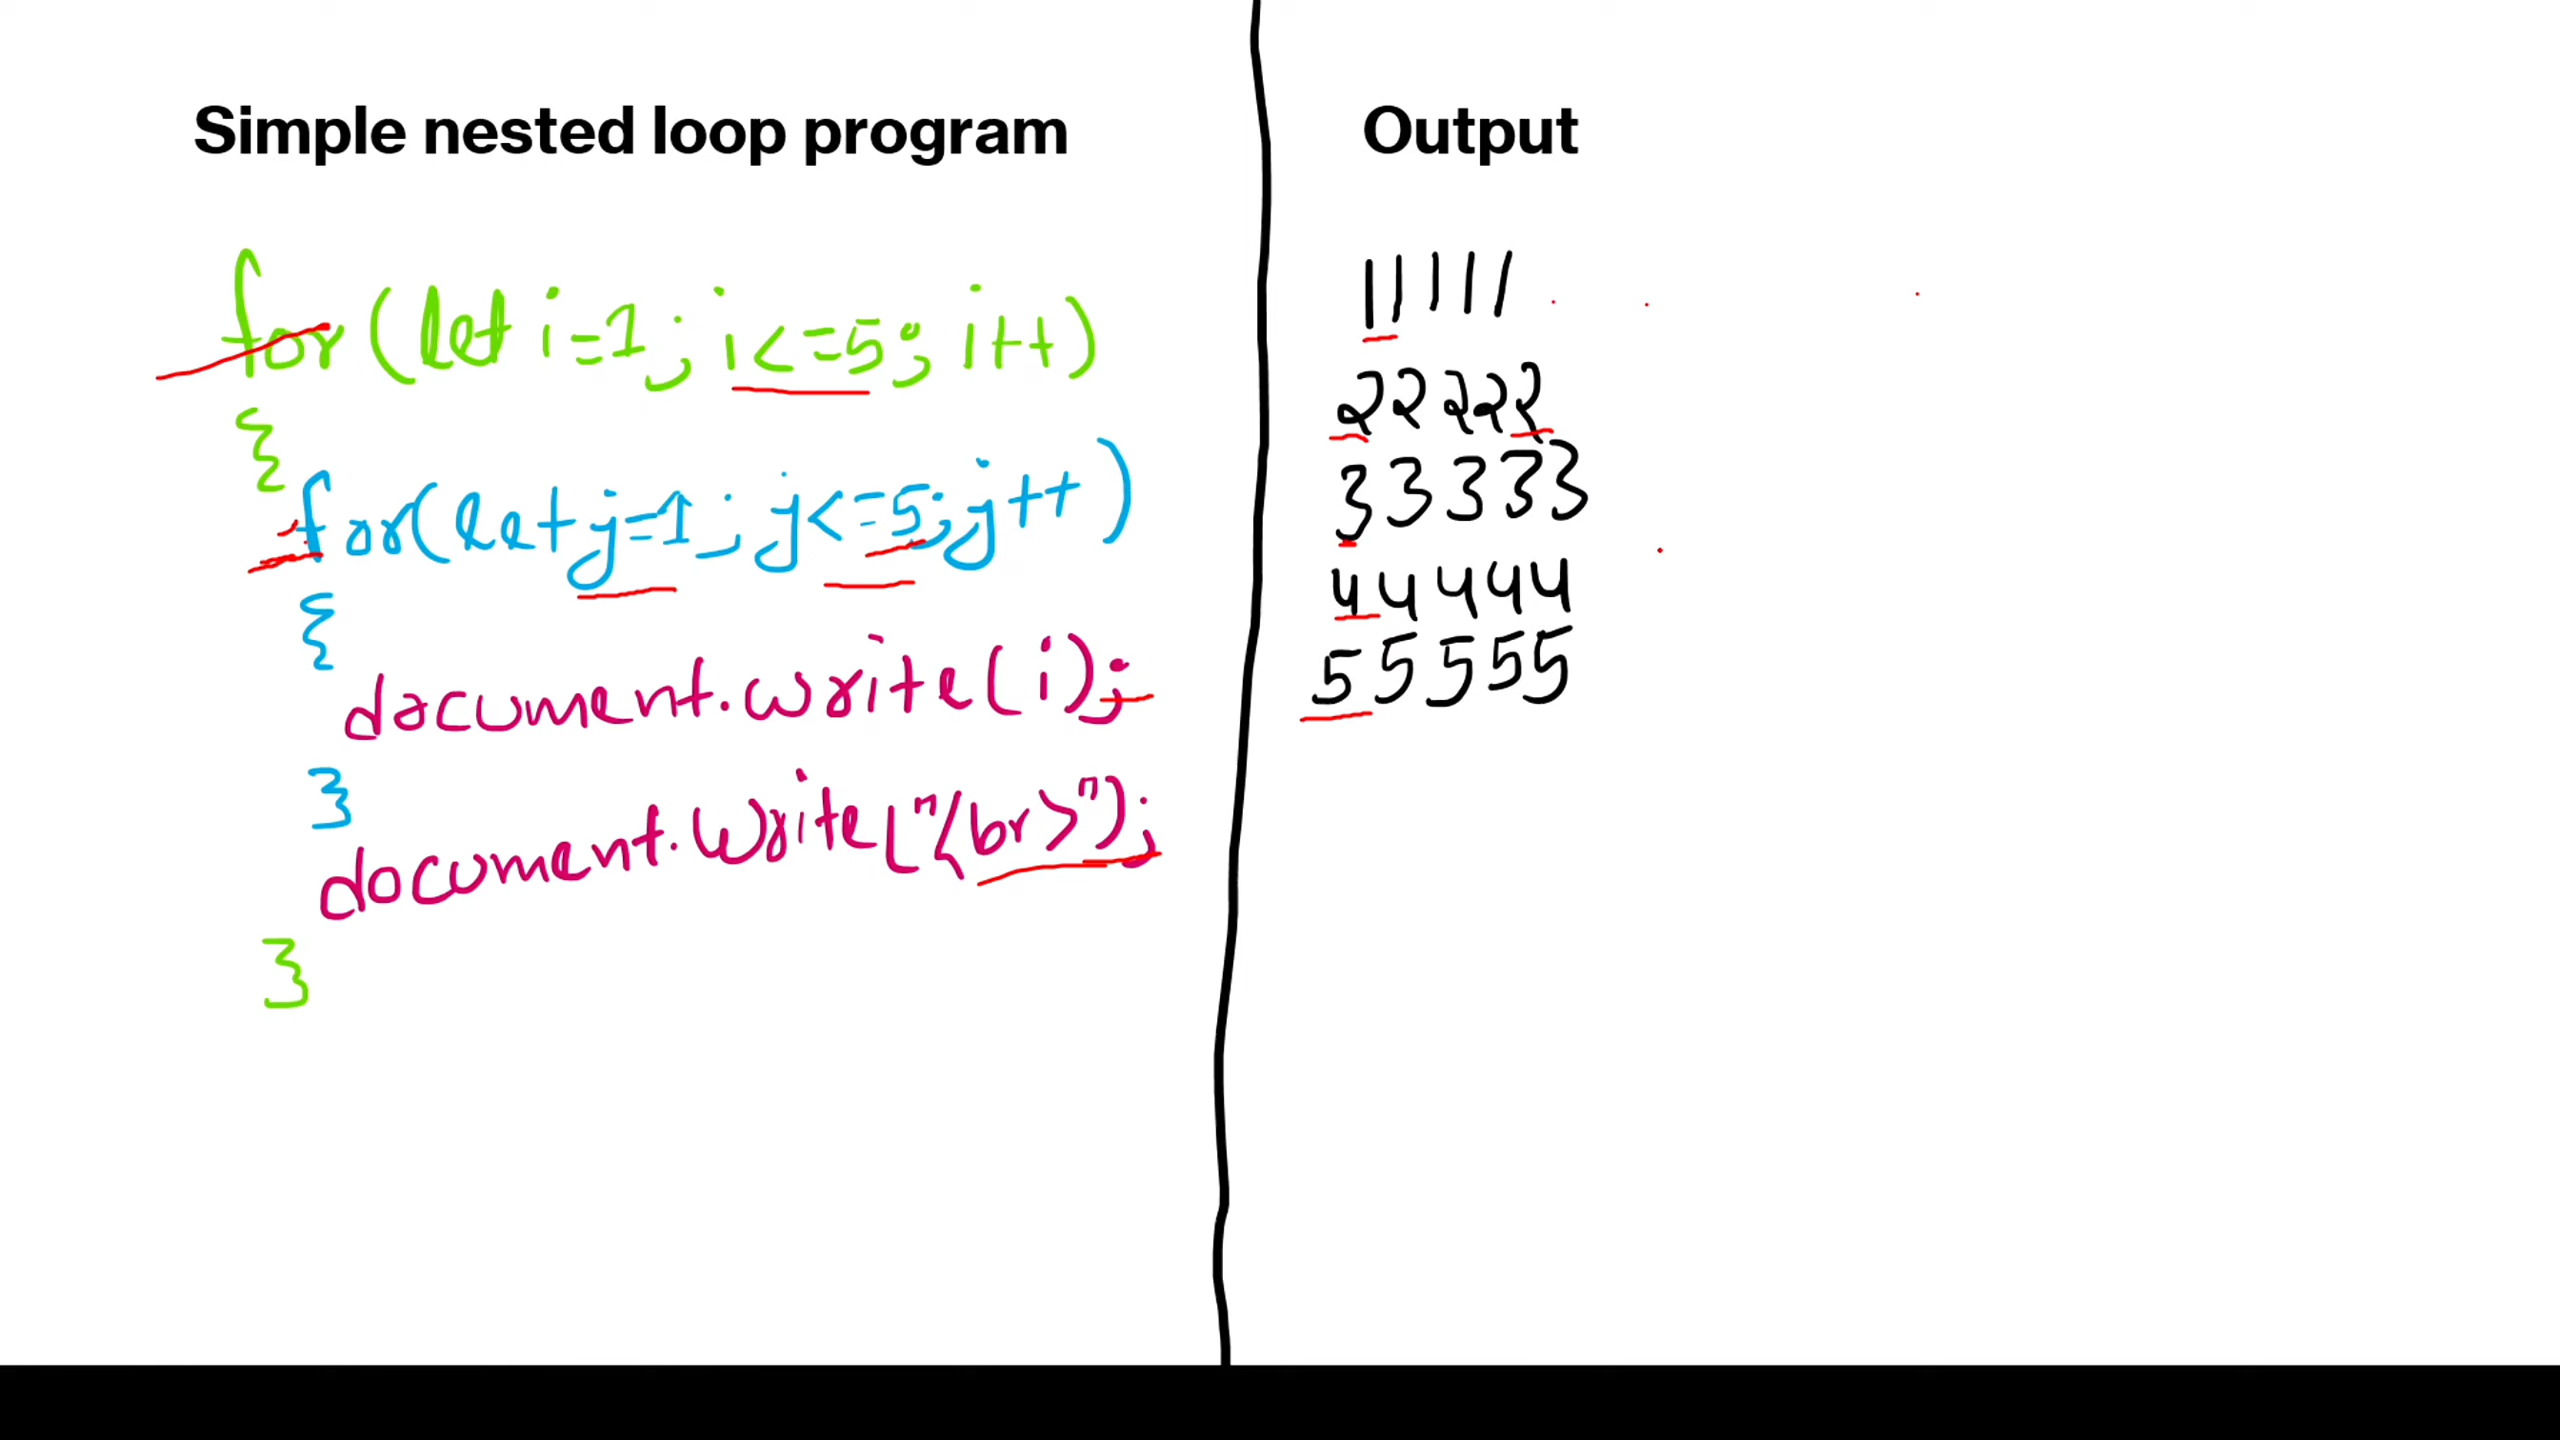 Simple nested loop program
for(let i=1; i<=5; i++)
{
for(let j=1; j<=5; j++)
{
document.write(i);
}
document.write("<br>");
}
Output
11111
22222
33333
44444
55555